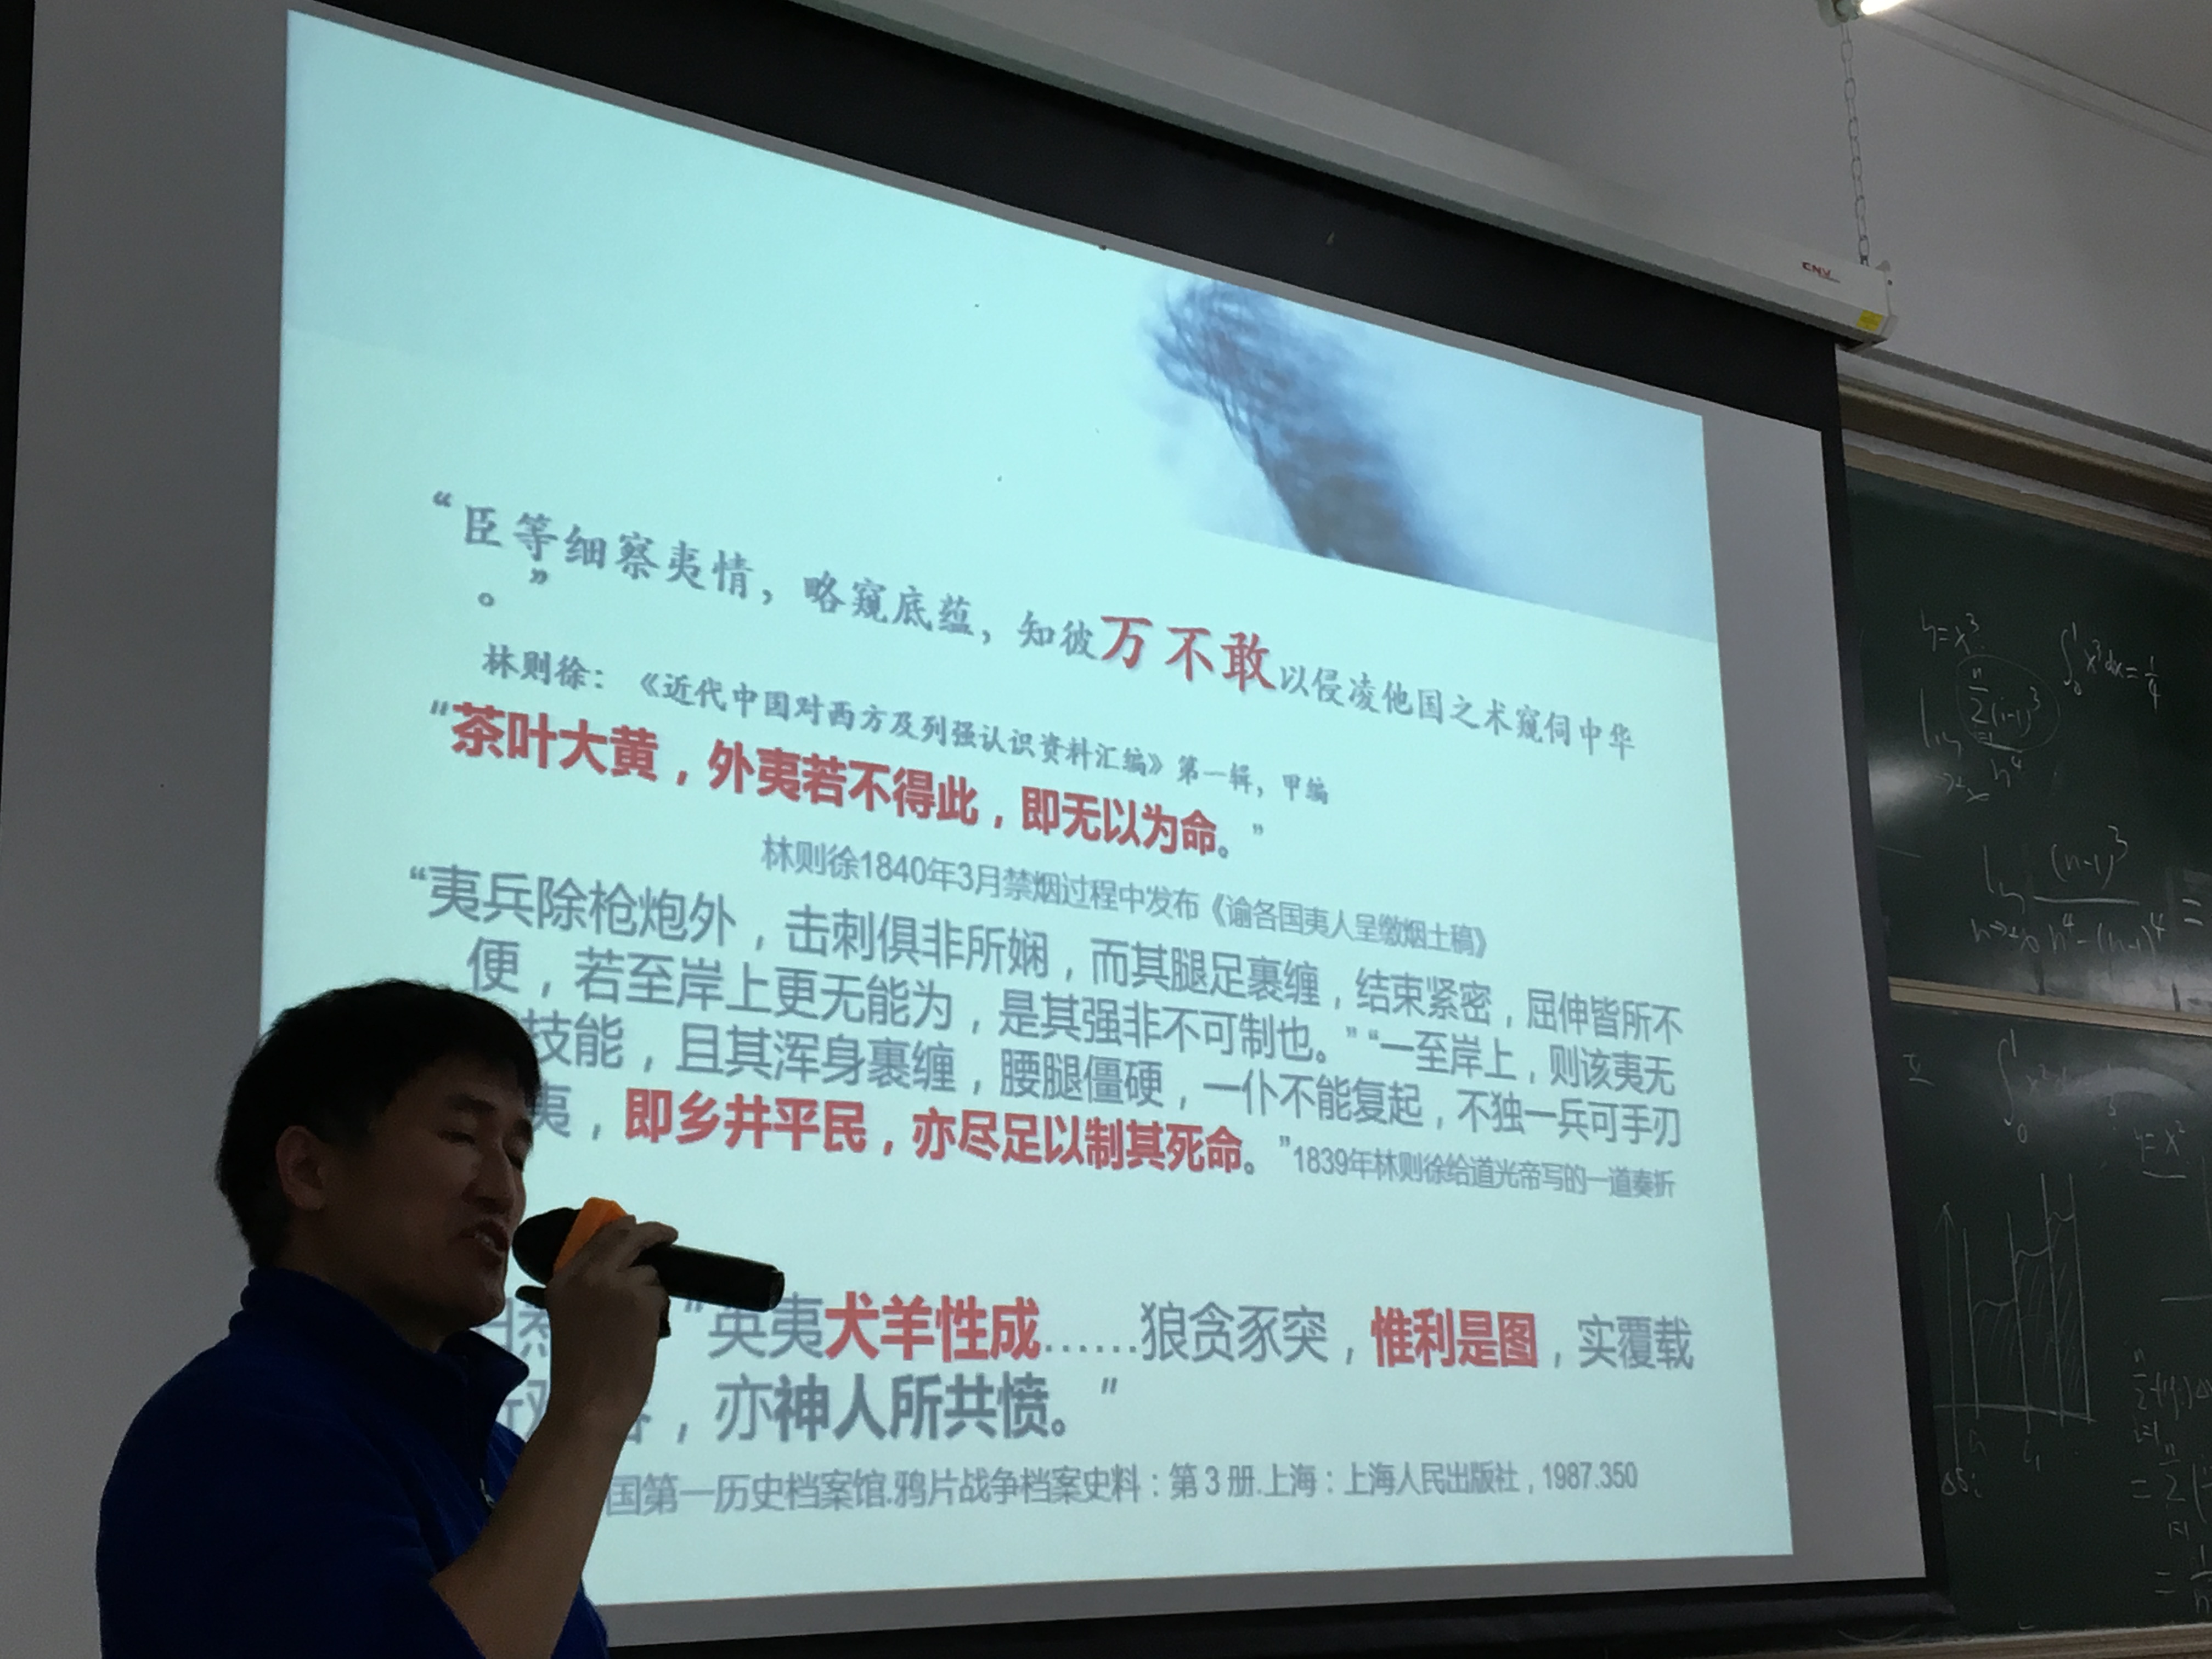 “臣等细察夷情，略窥底蕴，知彼万不敢以侵凌他国之术窥伺中华
。”
林则徐：《近代中国对西方及列强认识资料汇编》第一辑，甲编
“茶叶大黄，外夷若不得此，即无以为命。”
林则徐1840年3月禁烟过程中发布《谕各国夷人呈缴烟土稿》
“夷兵除枪炮外，击刺俱非所娴，而其腿足裹缠，结束紧密，屈伸皆所不
便，若至岸上更无能为，是其强非不可制也。”“一至岸上，则该夷无
技能，且其浑身裹缠，腰腿僵硬，一仆不能复起，不独一兵可手刃
夷，即乡井平民，亦尽足以制其死命。”1839年林则徐给道光帝写的一道奏折
“英夷犬羊性成……狼贪豕突，惟利是图，实覆载
，亦神人所共愤。”
国第一历史档案馆.鸦片战争档案史料：第3册.上海：上海人民出版社，1987.350
CNV
y=x³
∫₀¹x³dx=1/4
(n-1)³
n⁴-(n-1)⁴
y=x²